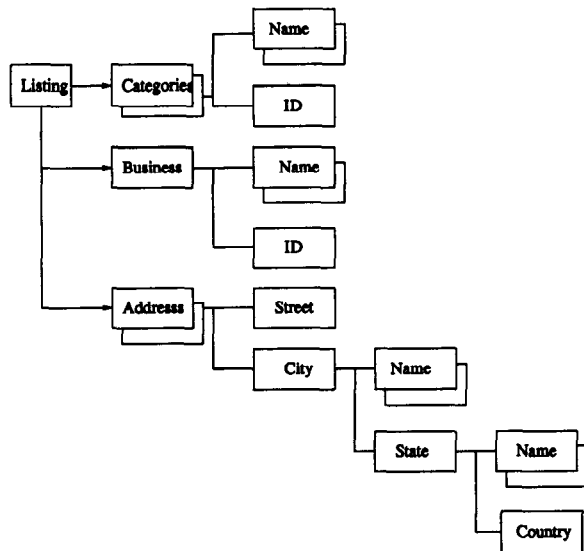 Name
Listing
Categories
ID
Business
Name
ID
Addresss
Street
City
Name
State
Name
Country